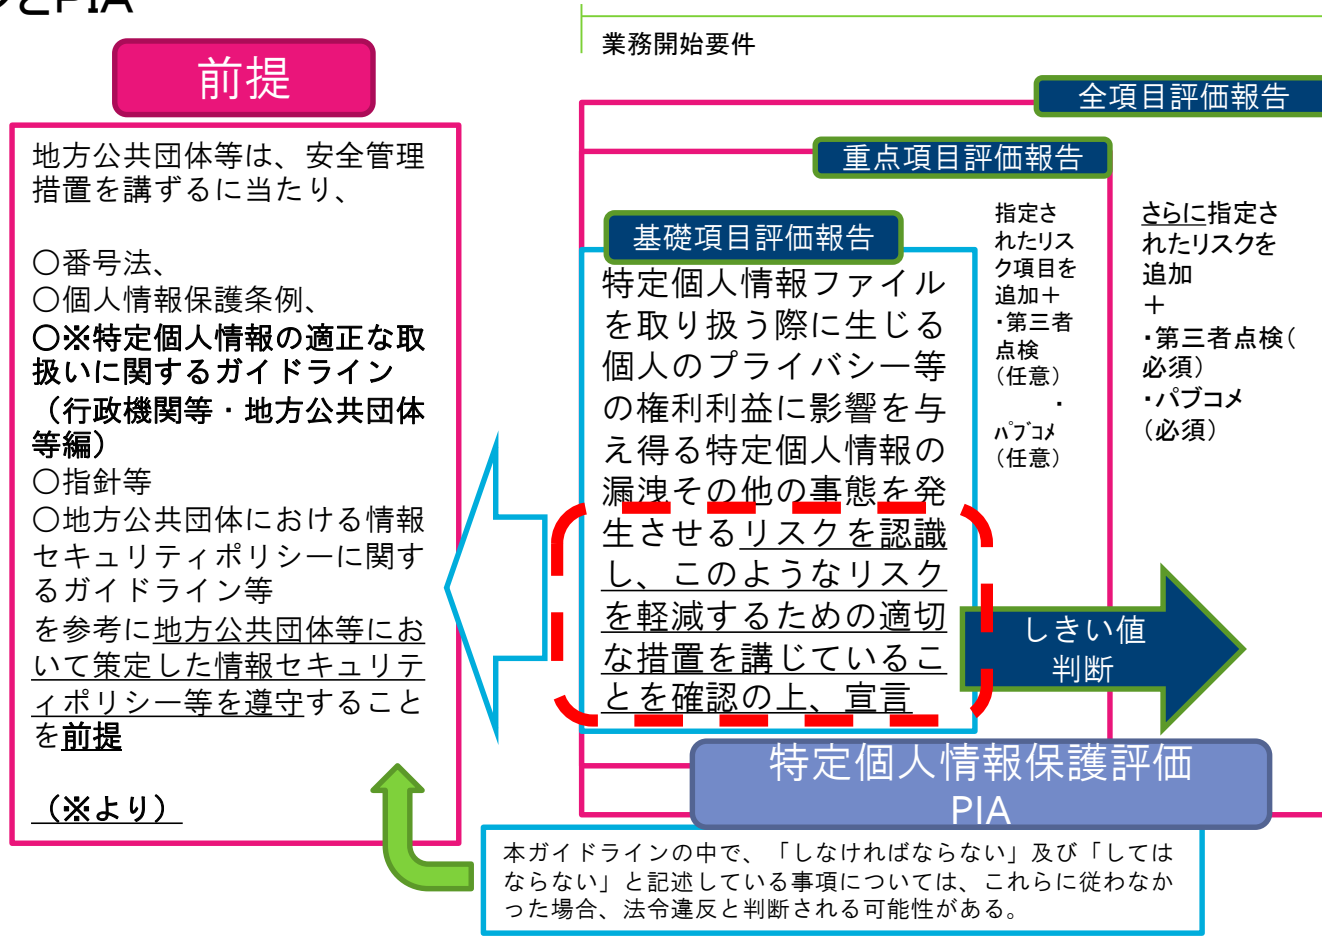 とPIA
前提
地方公共団体等は、安全管理
措置を講ずるに当たり、
○番号法、
○個人情報保護条例、
○※特定個人情報の適正な取
扱いに関するガイドライン
（行政機関等・地方公共団体
等編）
○指針等
○地方公共団体における情報
セキュリティポリシーに関す
るガイドライン等
を参考に地方公共団体等にお
いて策定した情報セキュリテ
ィポリシー等を遵守すること
を前提
（※より）
業務開始要件
全項目評価報告
重点項目評価報告
基礎項目評価報告
特定個人情報ファイル
を取り扱う際に生じる
個人のプライバシー等
の権利利益に影響を与
え得る特定個人情報の
漏洩その他の事態を発
生させるリスクを認識
し、このようなリスク
を軽減するための適切
な措置を講じているこ
とを確認の上、宣言
指定さ
れたリス
ク項目を
追加＋
・第三者
点検
（任意）
・
パブコメ
（任意）
さらに指定さ
れたリスクを
追加
＋
・第三者点検（
必須）
・パブコメ
（必須）
しきい値
判断
特定個人情報保護評価
PIA
本ガイドラインの中で、「しなければならない」及び「しては
ならない」と記述している事項については、これらに従わなか
った場合、法令違反と判断される可能性がある。